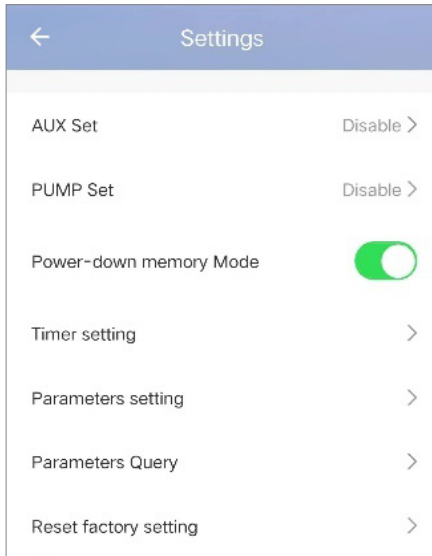 Settings
AUX Set Disable
PUMP Set Disable
Power-down memory Mode
Timer setting
Parameters setting
Parameters Query
Reset factory setting